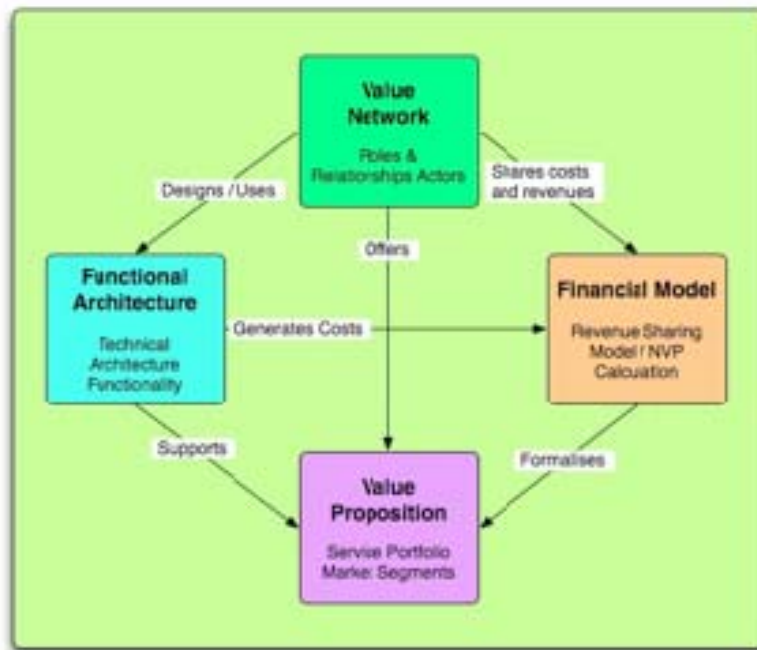 Value
Network
Roles &
Relationships Actors
Designs / Uses
Shares costs
and revenues
Offers
Functional
Architecture
Technical
Architecture
Functionality
Generates Costs
Financial Model
Revenue Sharing
Model / NVP
Calcuation
Supports
Formalises
Value
Proposition
Servise Portfolio
Market Segments